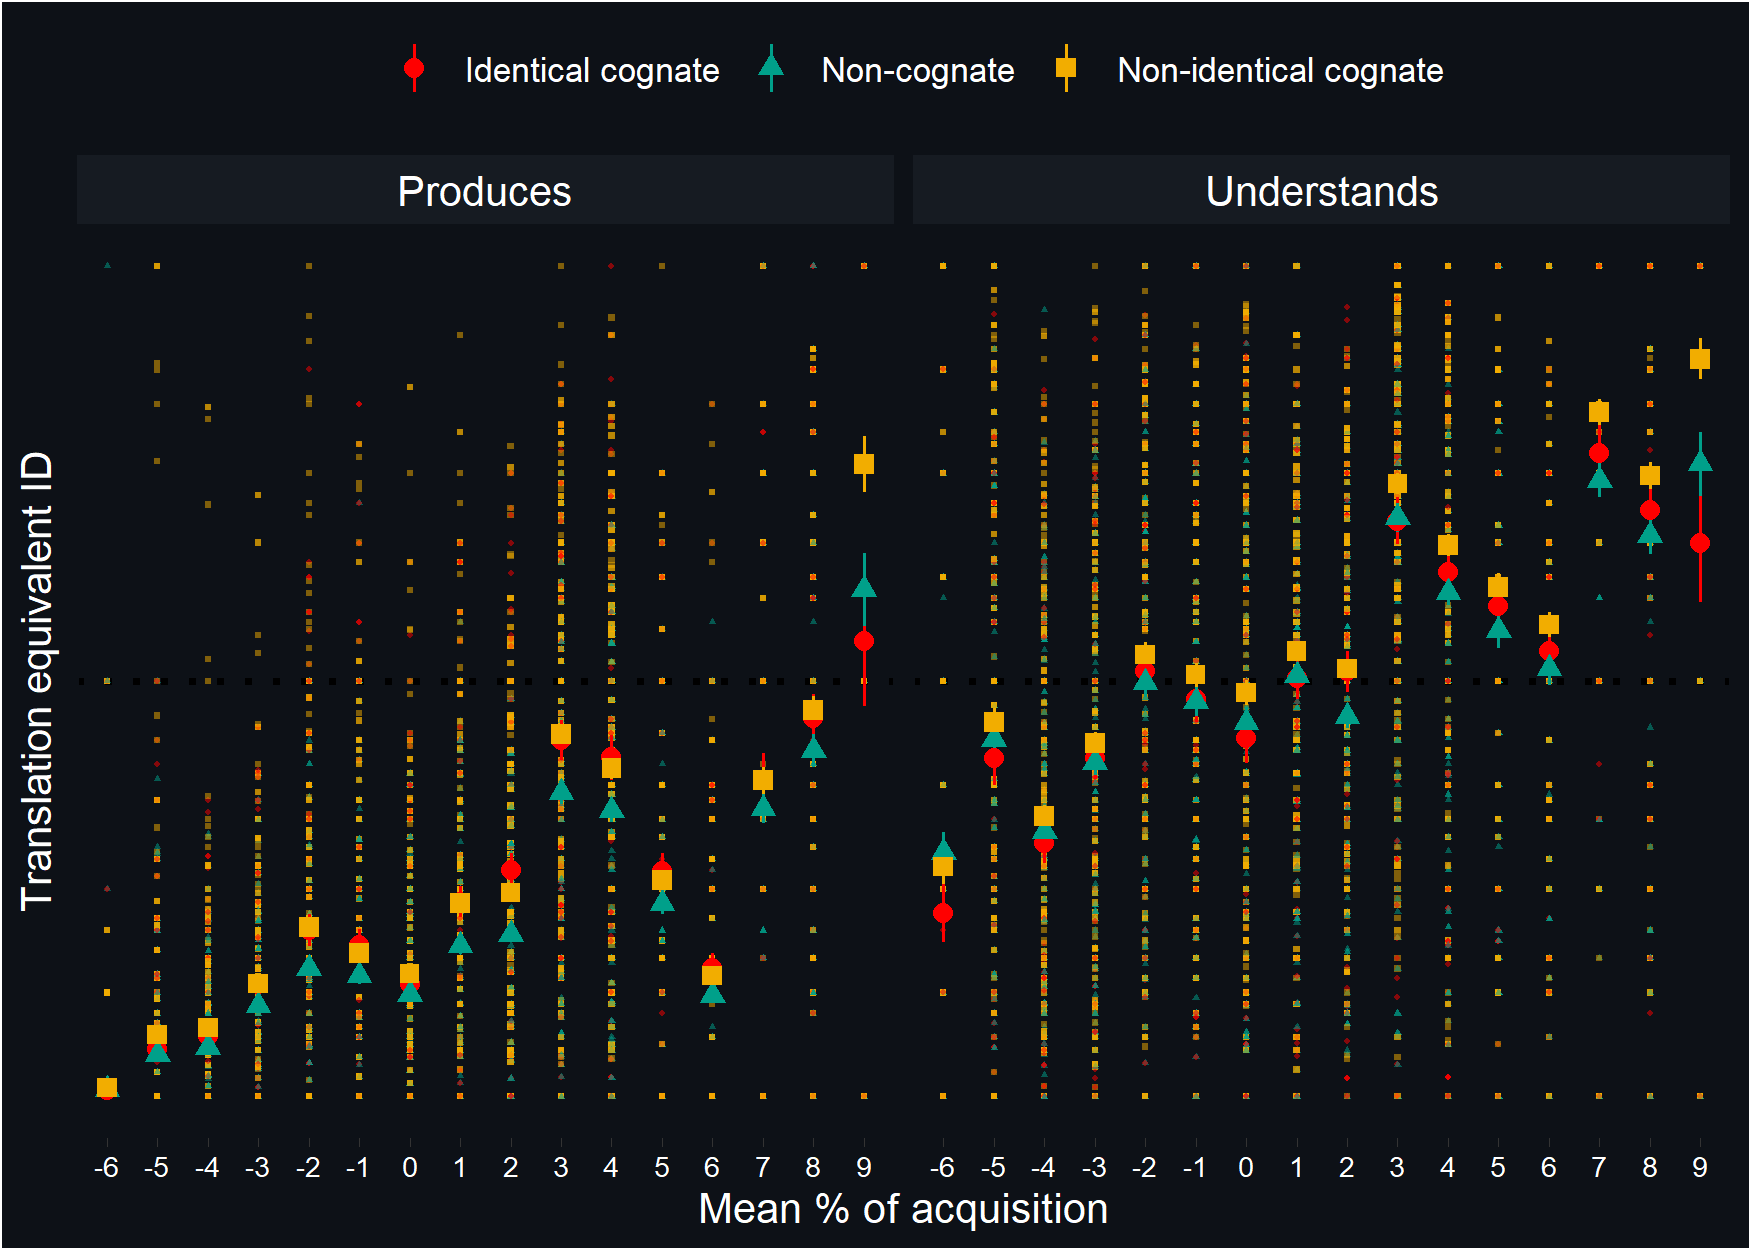 Identical cognate Non-cognate Non-identical cognate
Produces Understands
Translation equivalent ID
-6 -5 -4 -3 -2 -1 0 1 2 3 4 5 6 7 8 9 -6 -5 -4 -3 -2 -1 0 1 2 3 4 5 6 7 8 9
Mean % of acquisition